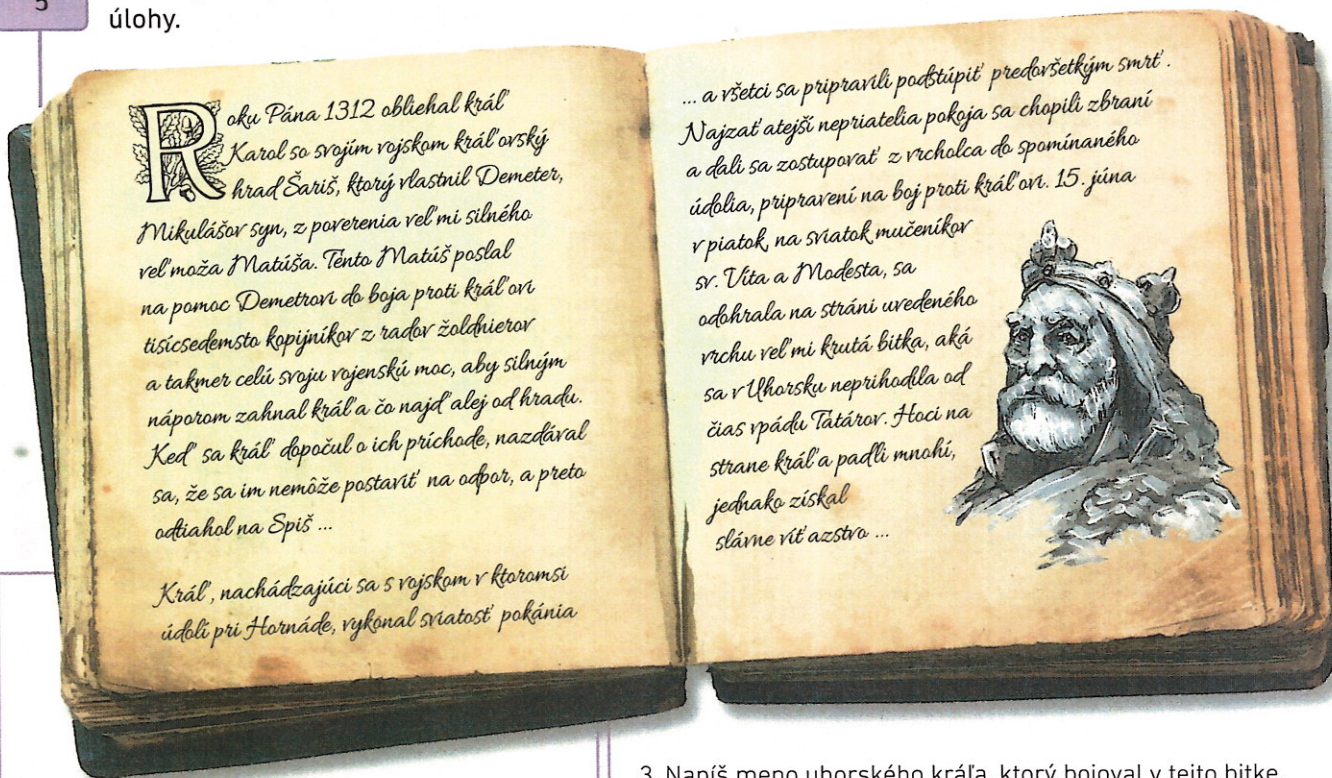 5
úlohy.
Roku Pána 1312 obliehal kráľ
Karol so svojím vojskom kráľovský
hrad Šariš, ktorý vlastnil Demeter,
Mikulášov syn, z poverenia veľmi silného
veľmoža Matúša. Tento Matúš poslal
na pomoc Demetrovi do boja proti kráľovi
tisícsedemsto kopijníkov z radov žoldnierov
a takmer celú svoju vojenskú moc, aby silným
náporom zahnal kráľa čo najďalej od hradu.
Keď sa kráľ dopočul o ich príchode, nazdával
sa, že sa im nemôže postaviť na odpor, a preto
odtiahol na Spiš ...
Kráľ, nachádzajúci sa s vojskom v ktoromsi
údolí pri Hornáde, vykonal sviatosť pokánia
... a všetci sa pripravili podstúpiť predovšetkým smrť.
Najzaťatejší nepriatelia pokoja sa chopili zbraní
a dali sa zostupovať z vrcholca do spomínaného
údolia, pripravení na boj proti kráľovi. 15. júna
v piatok, na sviatok mučeníkov
sv. Víta a Modesta, sa
odohrala na stráni uvedeného
vrchu veľmi krutá bitka, aká
sa v Uhorsku neprihodila od
čias vpádu Tatárov. Hoci na
strane kráľa padli mnohí,
jednako získal
slávne víťazstvo ...
3. Napíš meno uhorského kráľa, ktorý bojoval v tejto bitke